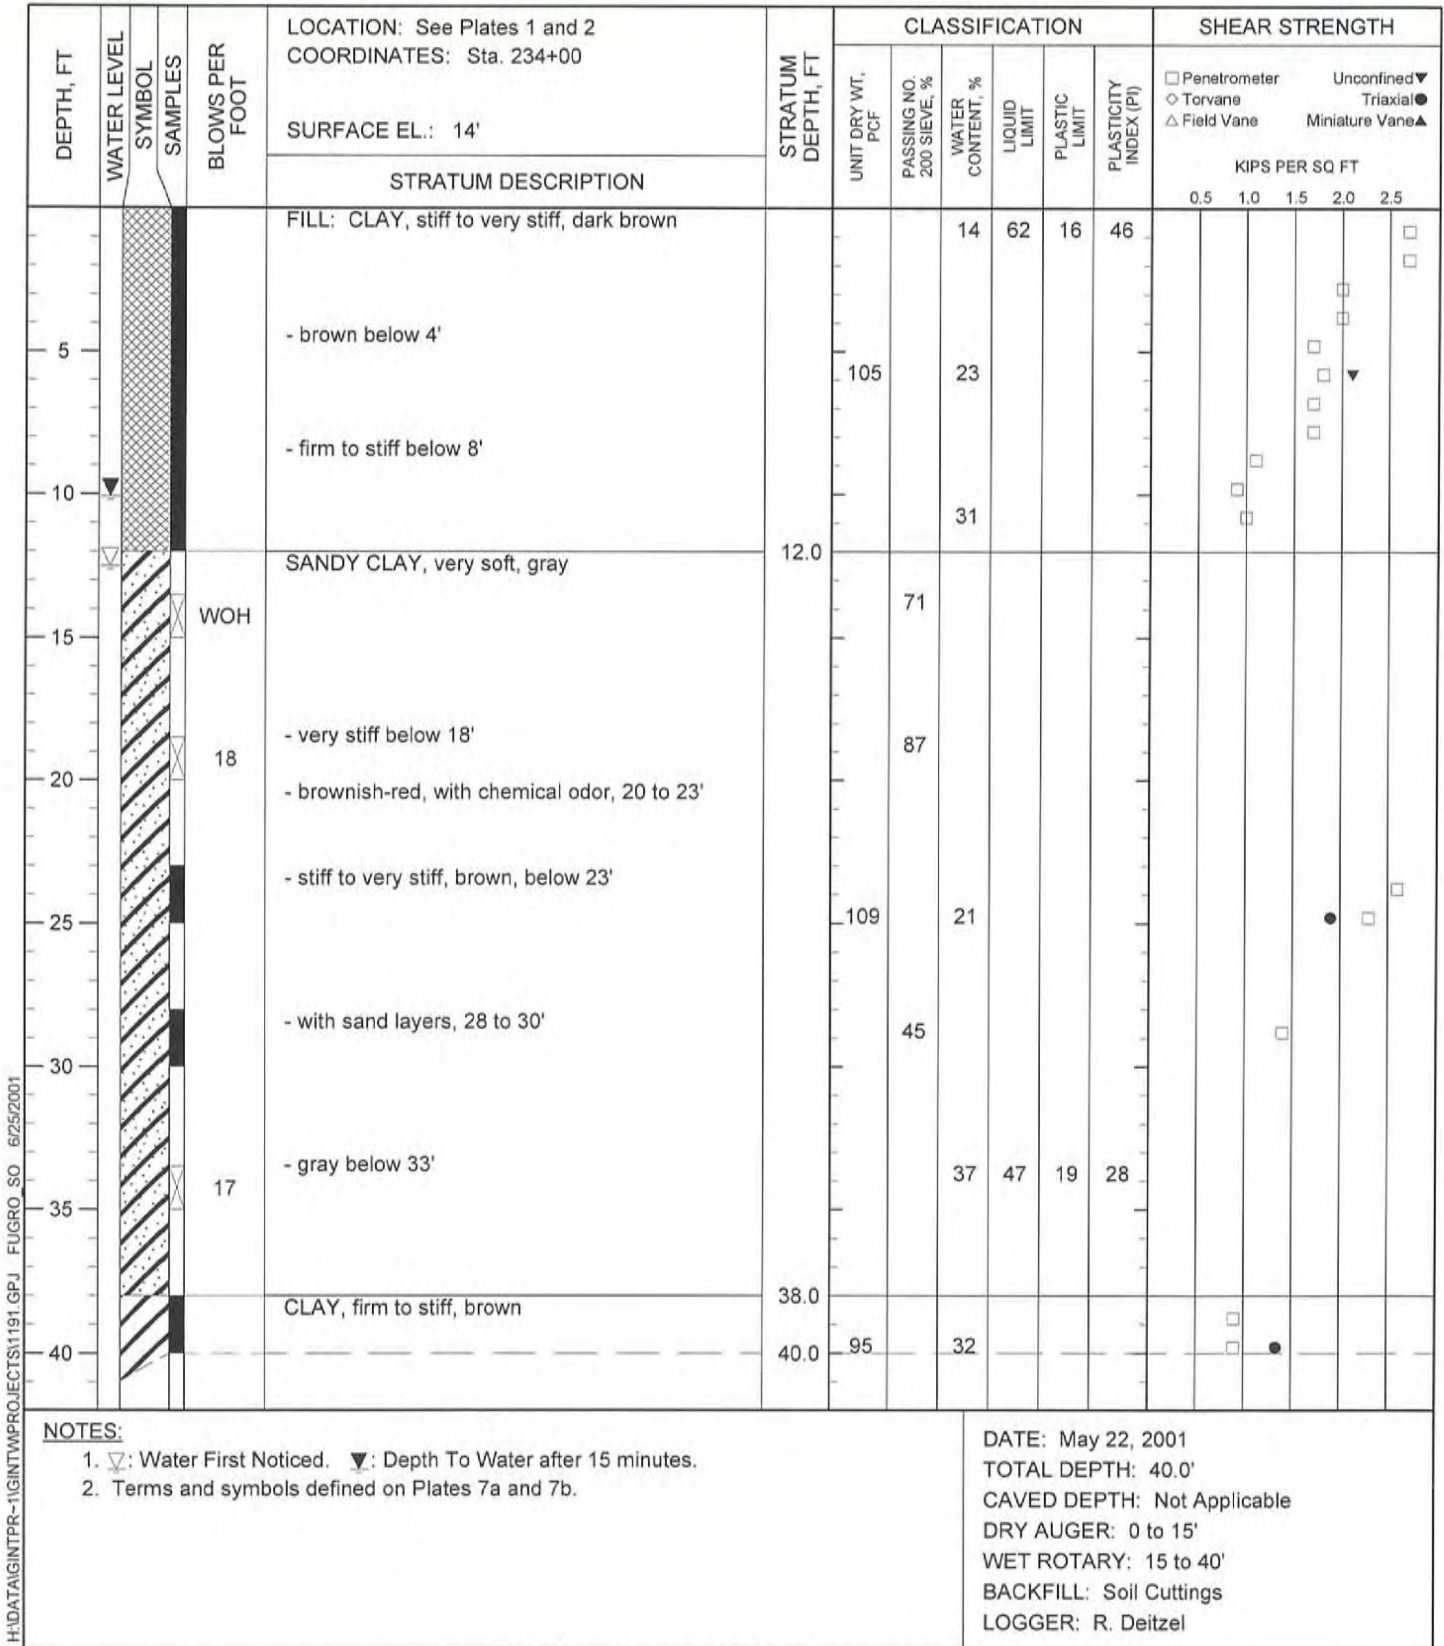 DEPTH, FT
WATER LEVEL
SYMBOL
SAMPLES
BLOWS PER FOOT
LOCATION: See Plates 1 and 2
COORDINATES: Sta. 234+00
SURFACE EL.: 14'
STRATUM DESCRIPTION
STRATUM DEPTH, FT
CLASSIFICATION
UNIT DRY WT, PCF
PASSING NO. 200 SIEVE, %
WATER CONTENT, %
LIQUID LIMIT
PLASTIC LIMIT
PLASTICITY INDEX (PI)
SHEAR STRENGTH
Penetrometer Unconfined
Torvane Triaxial
Field Vane Miniature Vane
KIPS PER SQ FT
0.5 1.0 1.5 2.0 2.5
FILL: CLAY, stiff to very stiff, dark brown
14 62 16 46
- brown below 4'
5
105 23
- firm to stiff below 8'
10
31
12.0
SANDY CLAY, very soft, gray
71
WOH
15
- very stiff below 18'
87
18
20
- brownish-red, with chemical odor, 20 to 23'
- stiff to very stiff, brown, below 23'
25
109 21
- with sand layers, 28 to 30'
45
30
- gray below 33'
17
37 47 19 28
35
38.0
CLAY, firm to stiff, brown
40 40.0 95 32
NOTES:
1. ▽: Water First Noticed. ▼: Depth To Water after 15 minutes.
2. Terms and symbols defined on Plates 7a and 7b.
DATE: May 22, 2001
TOTAL DEPTH: 40.0'
CAVED DEPTH: Not Applicable
DRY AUGER: 0 to 15'
WET ROTARY: 15 to 40'
BACKFILL: Soil Cuttings
LOGGER: R. Deitzel
H:\DATA\GINTPR~1\GINTW\PROJECTS\1191.GPJ FUGRO_SO 6/25/2001